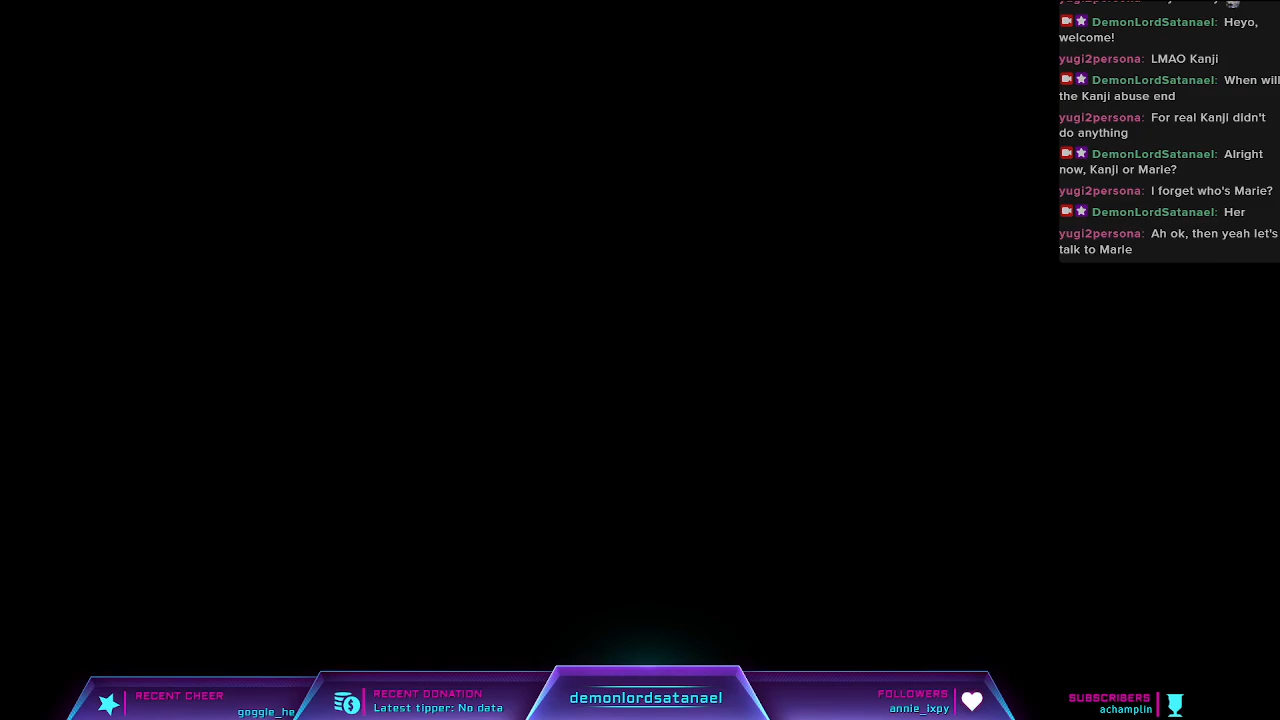 DemonLordSatanael: Heyo,
welcome!
yugi2persona: LMAO Kanji
DemonLordSatanael: When will
the Kanji abuse end
yugi2persona: For real Kanji didn't
do anything
DemonLordSatanael: Alright
now, Kanji or Marie?
yugi2persona: I forget who's Marie?
DemonLordSatanael: Her
yugi2persona: Ah ok, then yeah let's
talk to Marie
RECENT CHEER
goggle_he
RECENT DONATION
Latest tipper: No data
demonlordsatanael
FOLLOWERS
annie_ixpy
SUBSCRIBERS
achamplin